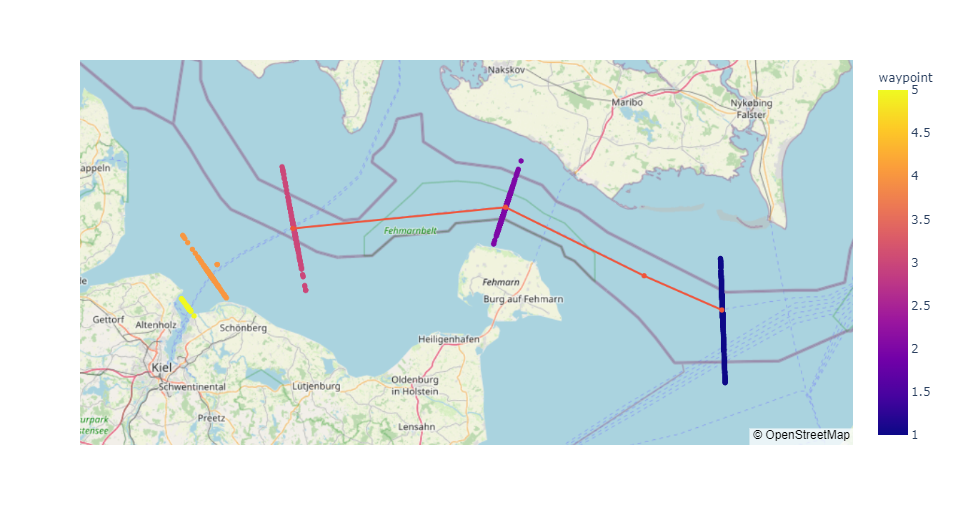 waypoint
5
4.5
4
3.5
3
2.5
2
1.5
1
Nakskov
Maribo
Nykøbing
Falster
appeln
Fehmarnbelt
le
Fehmarn
Burg auf Fehmarn
Gettorf
Altenholz
Schönberg
Heiligenhafen
Kiel
Schwentinental
Lütjenburg
Oldenburg
in Holstein
Preetz
urpark
stensee
Lensahn
© OpenStreetMap